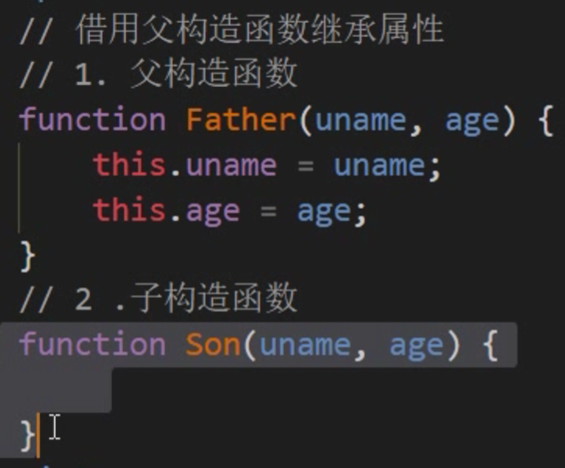 // 借用父构造函数继承属性
// 1. 父构造函数
function Father(uname, age) {
this.uname = uname;
this.age = age;
}
// 2 .子构造函数
function Son(uname, age) {
}